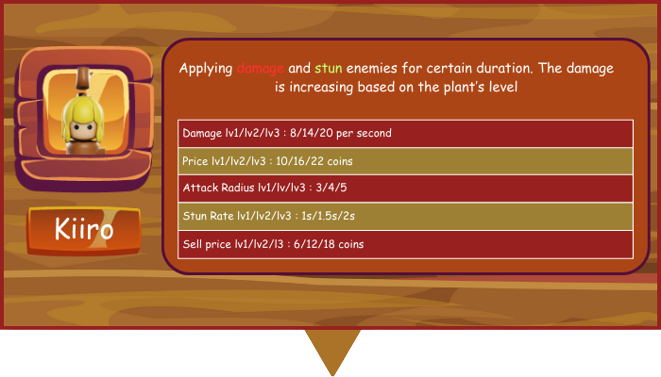 Applying damage and stun enemies for certain duration. The damage
is increasing based on the plant's level
Damage lv1/lv2/lv3 : 8/14/20 per second
Price lv1/lv2/lv3 : 10/16/22 coins
Attack Radius lv1/lv/lv3 : 3/4/5
Stun Rate lv1/lv2/lv3 : 1s/1.5s/2s
Sell price lv1/lv2/l3 : 6/12/18 coins
Kiiro